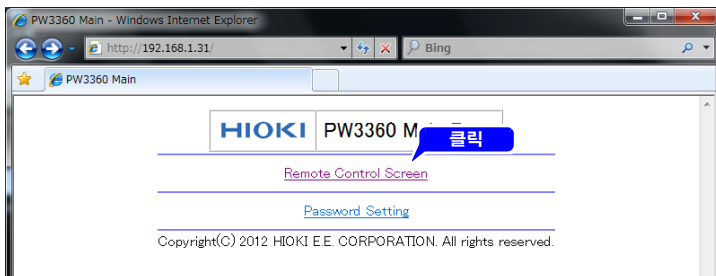 PW3360 Main - Windows Internet Explorer
http://192.168.1.31/
Bing
PW3360 Main
HIOKI
PW3360
클릭
Remote Control Screen
Password Setting
Copyright(C) 2012 HIOKI E.E. CORPORATION. All rights reserved.